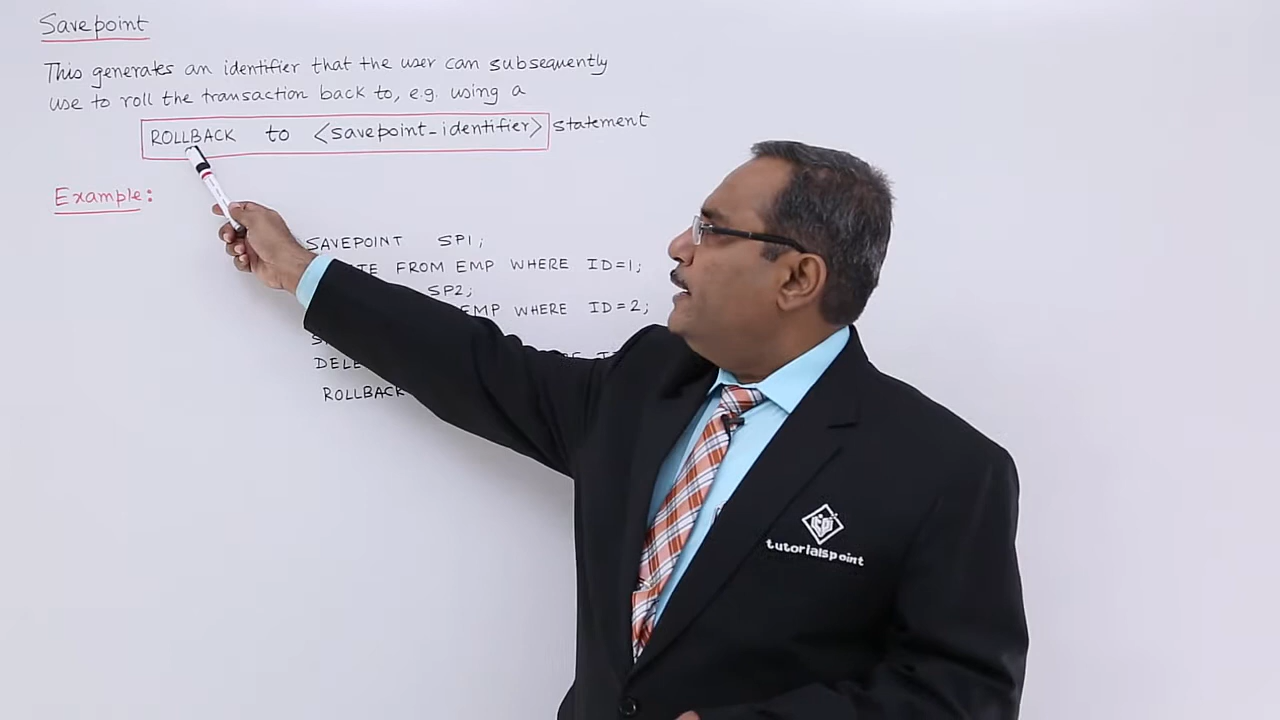 Savepoint
This generates an identifier that the user can subsequently
use to roll the transaction back to, e.g. using a
ROLLBACK to <savepoint-identifier> statement
Example:
SAVEPOINT SP1;
FROM EMP WHERE ID=1;
SP2;
EMP WHERE ID=2;
ROLLBACK
tutorialspoint